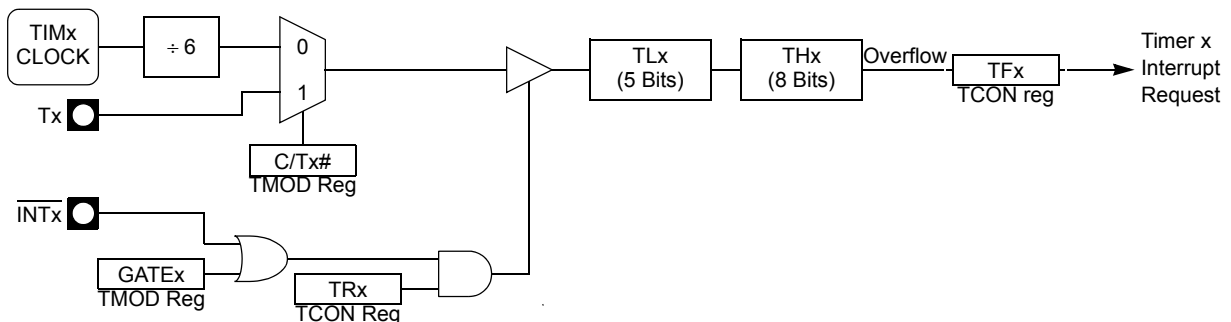 TIMx
CLOCK
÷ 6
0
1
Tx
C/Tx#
TMOD Reg
TLx
(5 Bits)
THx
(8 Bits)
Overflow
TFx
TCON reg
Timer x
Interrupt
Request
INTx
GATEx
TMOD Reg
TRx
TCON Reg